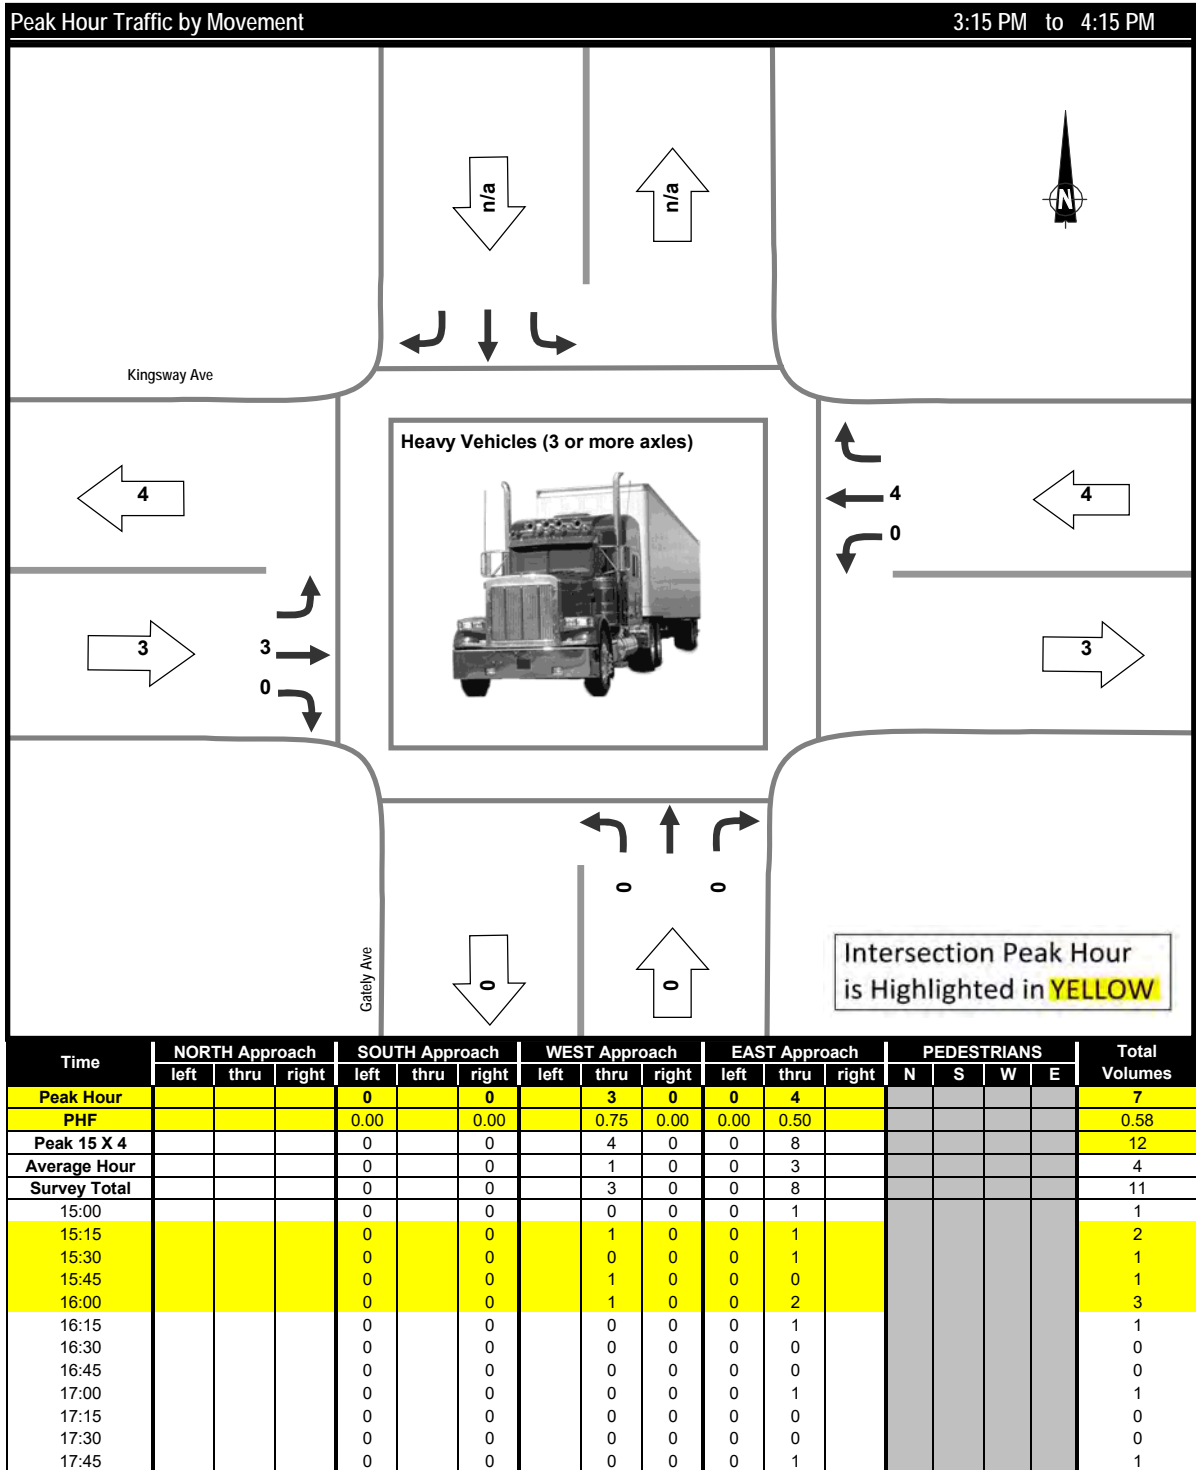 Peak Hour Traffic by Movement 3:15 PM to 4:15 PM
n/a n/a
N
Kingsway Ave
Heavy Vehicles (3 or more axles)
4 4 4
0
3 3 3
0
0 0
Gately Ave
0 0
Intersection Peak Hour
is Highlighted in YELLOW
Time NORTH Approach SOUTH Approach WEST Approach EAST Approach PEDESTRIANS Total
left thru right left thru right left thru right left thru right N S W E Volumes
Peak Hour 0 0 3 0 0 4 7
PHF 0.00 0.00 0.75 0.00 0.00 0.50 0.58
Peak 15 X 4 0 0 4 0 0 8 12
Average Hour 0 0 1 0 0 3 4
Survey Total 0 0 3 0 0 8 11
15:00 0 0 0 0 0 1 1
15:15 0 0 1 0 0 1 2
15:30 0 0 0 0 0 1 1
15:45 0 0 1 0 0 0 1
16:00 0 0 1 0 0 2 3
16:15 0 0 0 0 0 1 1
16:30 0 0 0 0 0 0 0
16:45 0 0 0 0 0 0 0
17:00 0 0 0 0 0 1 1
17:15 0 0 0 0 0 0 0
17:30 0 0 0 0 0 0 0
17:45 0 0 0 0 0 1 1